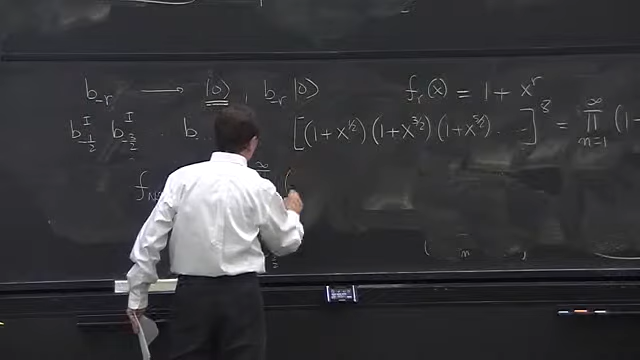 b_{-r} ⟶ |0⟩ , b_{-r} |0⟩ f_r(x) = 1 + x^r
b^I_{-1/2} b^I_{-3/2} b... [(1+x^{1/2})(1+x^{3/2})(1+x^{5/2}) ... ]^8 = ∏_{n=1}^∞ (1
f_{NS} ∞ (
( n ,